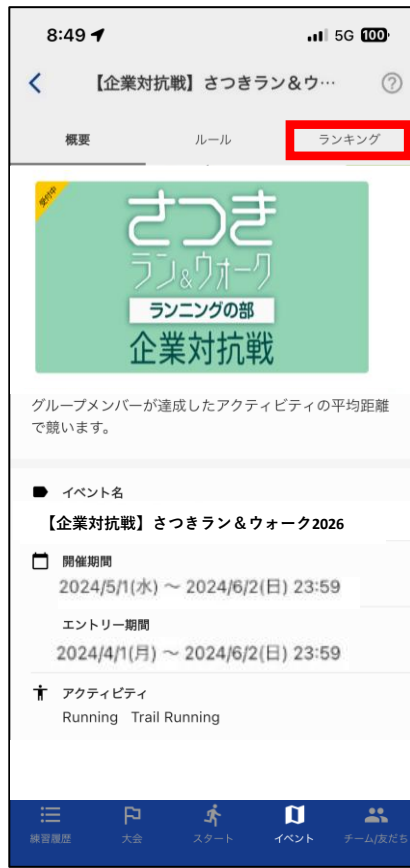 8:49
5G 100
【企業対抗戦】さつきラン＆ウ…
概要 ルール ランキング
受付中
さつき
ラン&ウォーク
ランニングの部
企業対抗戦
グループメンバーが達成したアクティビティの平均距離
で競います。
イベント名
【企業対抗戦】さつきラン＆ウォーク2026
開催期間
2024/5/1(水) ～ 2024/6/2(日) 23:59
エントリー期間
2024/4/1(月) ～ 2024/6/2(日) 23:59
アクティビティ
Running Trail Running
練習履歴 大会 スタート イベント チーム/友だち